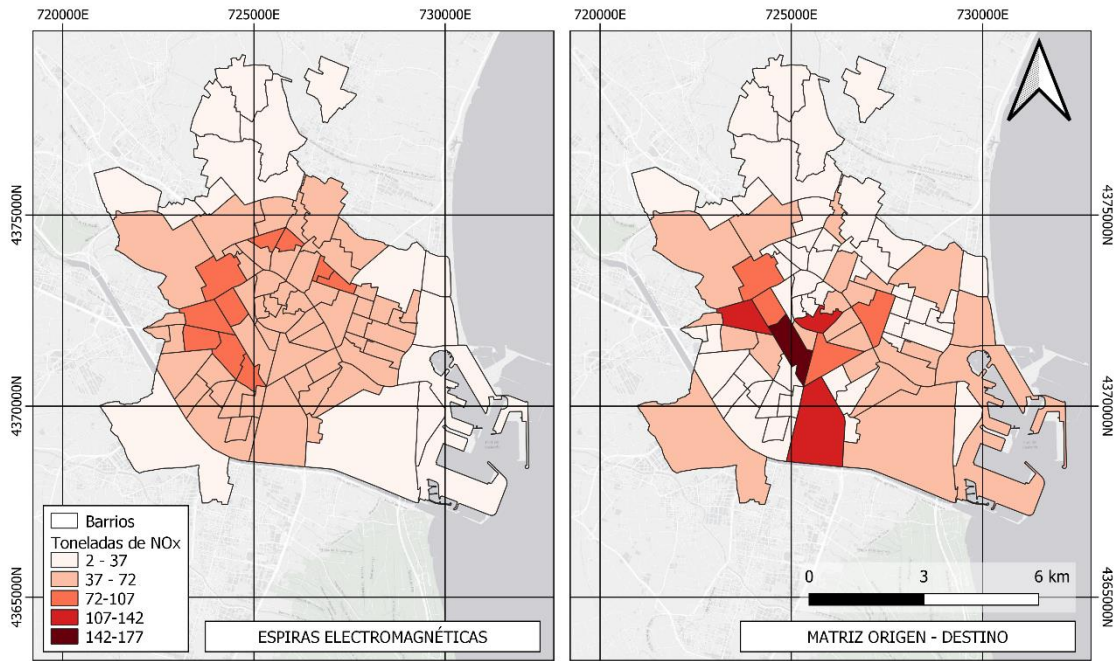 720000E 725000E 730000E 720000E 725000E 730000E
4375000N 4375000N
4370000N 4370000N
Barrios
Toneladas de NOx
2 - 37
37 - 72
72-107
107-142
142-177
0 3 6 km
4365000N 4365000N
ESPIRAS ELECTROMAGNÉTICAS
MATRIZ ORIGEN - DESTINO